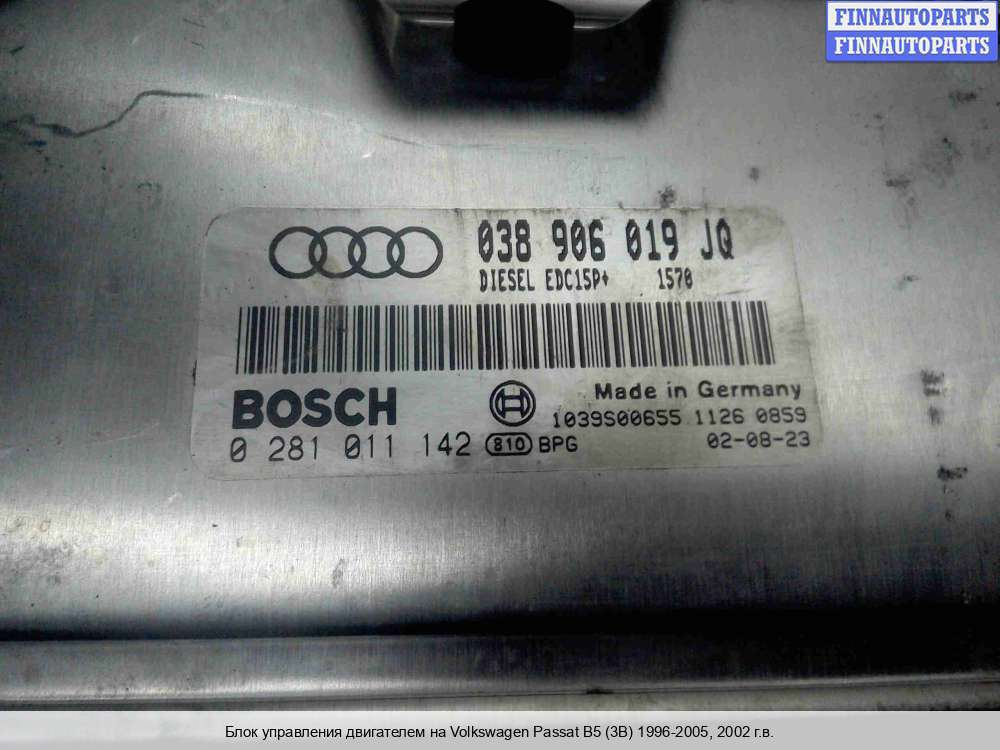 FINNAUTOPARTS
FINNAUTOPARTS
038 906 019 JQ
DIESEL EDC15P+ 1570
BOSCH
Made in Germany
1039S00655 1126 0859
0 281 011 142 810 BPG 02-08-23
Блок управления двигателем на Volkswagen Passat B5 (3B) 1996-2005, 2002 г.в.